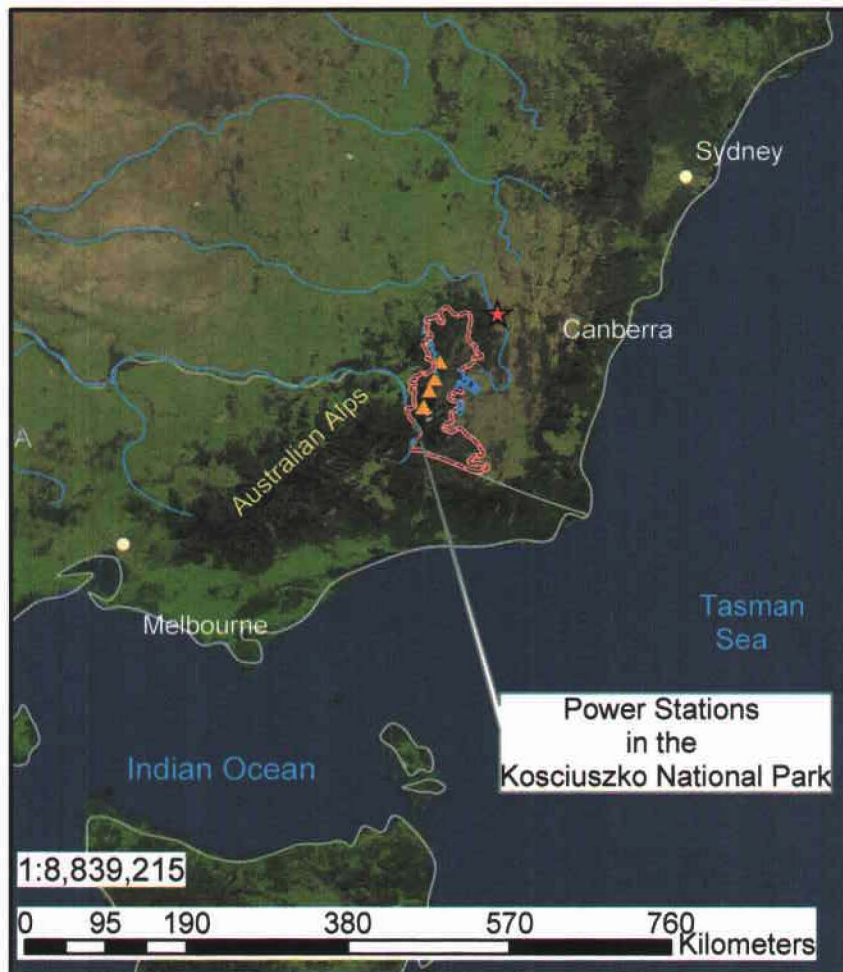 Sydney
Canberra
Australian Alps
A
Melbourne
Tasman
Sea
Power Stations
in the
Kosciuszko National Park
Indian Ocean
1:8,839,215
0 95 190 380 570 760
Kilometers